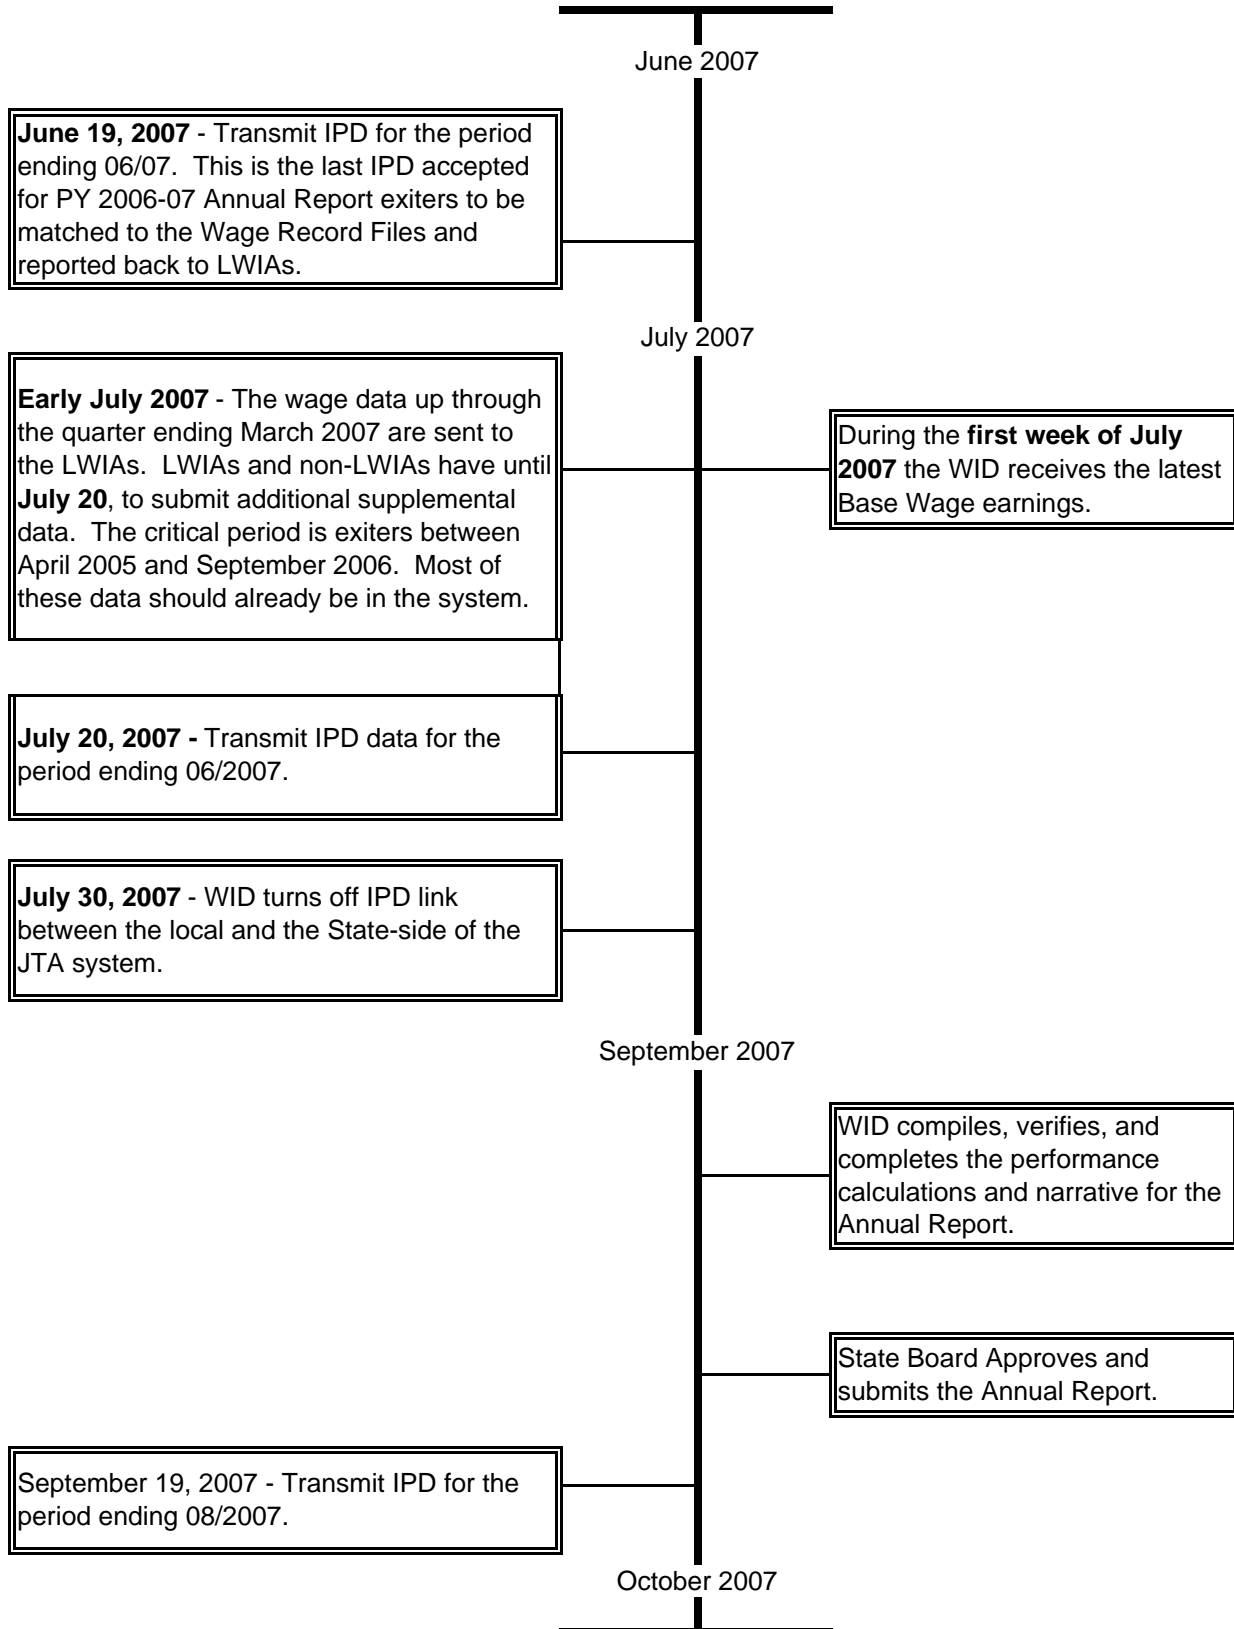 June 2007
June 19, 2007 - Transmit IPD for the period
ending 06/07.  This is the last IPD accepted
for PY 2006-07 Annual Report exiters to be
matched to the Wage Record Files and
reported back to LWIAs.
July 2007
Early July 2007 - The wage data up through
the quarter ending March 2007 are sent to
the LWIAs.  LWIAs and non-LWIAs have until
July 20, to submit additional supplemental
data.  The critical period is exiters between
April 2005 and September 2006.  Most of
these data should already be in the system.
During the first week of July
2007 the WID receives the latest
Base Wage earnings.
July 20, 2007 - Transmit IPD data for the
period ending 06/2007.
July 30, 2007 - WID turns off IPD link
between the local and the State-side of the
JTA system.
September 2007
WID compiles, verifies, and
completes the performance
calculations and narrative for the
Annual Report.
State Board Approves and
submits the Annual Report.
September 19, 2007 - Transmit IPD for the
period ending 08/2007.
October 2007